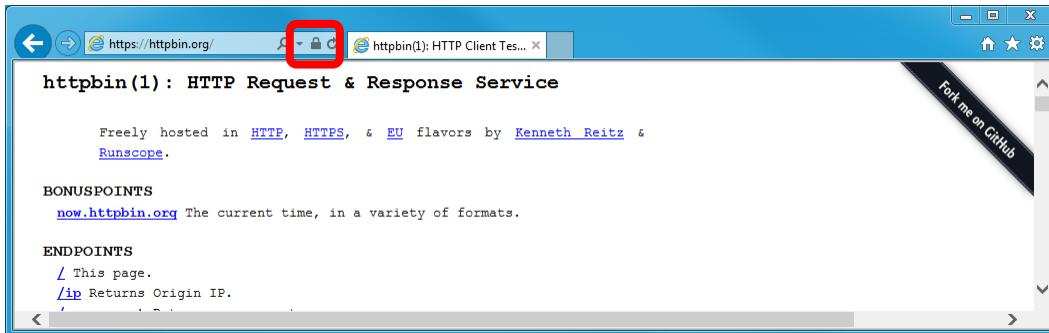 https://httpbin.org/
httpbin(1): HTTP Client Tes...
httpbin(1): HTTP Request & Response Service
Fork me on GitHub
Freely hosted in HTTP, HTTPS, & EU flavors by Kenneth Reitz &
Runscope.
BONUSPOINTS
now.httpbin.org The current time, in a variety of formats.
ENDPOINTS
/ This page.
/ip Returns Origin IP.